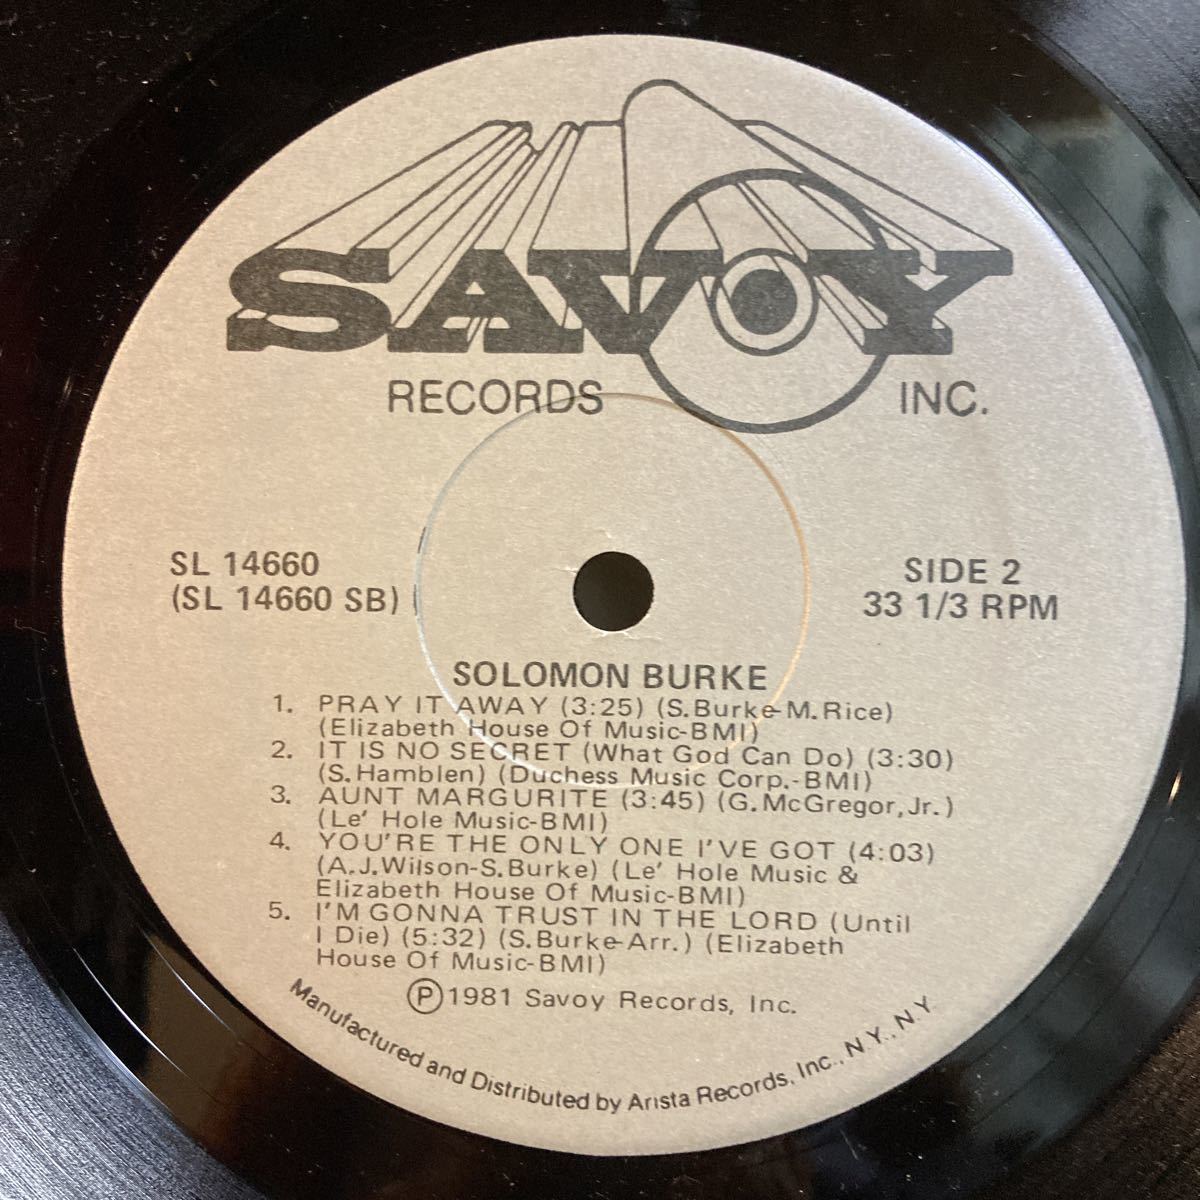 SAVOY
RECORDS INC.
SL 14660
(SL 14660 SB)
SIDE 2
33 1/3 RPM
SOLOMON BURKE
1. PRAY IT AWAY (3:25) (S.Burke-M.Rice)
(Elizabeth House Of Music-BMI)
2. IT IS NO SECRET (What God Can Do) (3:30)
(S.Hamblen) (Duchess Music Corp.-BMI)
3. AUNT MARGURITE (3:45) (G.McGregor,Jr.)
(Le' Hole Music-BMI)
4. YOU'RE THE ONLY ONE I'VE GOT (4:03)
(A.J.Wilson-S.Burke) (Le' Hole Music &
Elizabeth House Of Music-BMI)
5. I'M GONNA TRUST IN THE LORD (Until
I Die) (5:32) (S.Burke-Arr.) (Elizabeth
House Of Music-BMI)
Ⓟ1981 Savoy Records, Inc.
Manufactured and Distributed by Arista Records, Inc., N.Y., N.Y.